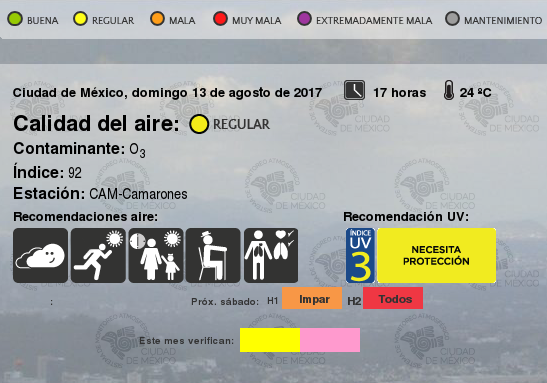 BUENA REGULAR MALA MUY MALA EXTREMADAMENTE MALA MANTENIMIENTO
Ciudad de México, domingo 13 de agosto de 2017 17 horas 24 ºC
Calidad del aire: REGULAR
Contaminante: O3
Índice: 92
Estación: CAM-Camarones
Recomendaciones aire: Recomendación UV:
ÍNDICE
UV
3
NECESITA
PROTECCIÓN
: Próx. sábado: H1 Impar H2 Todos
Este mes verifican: